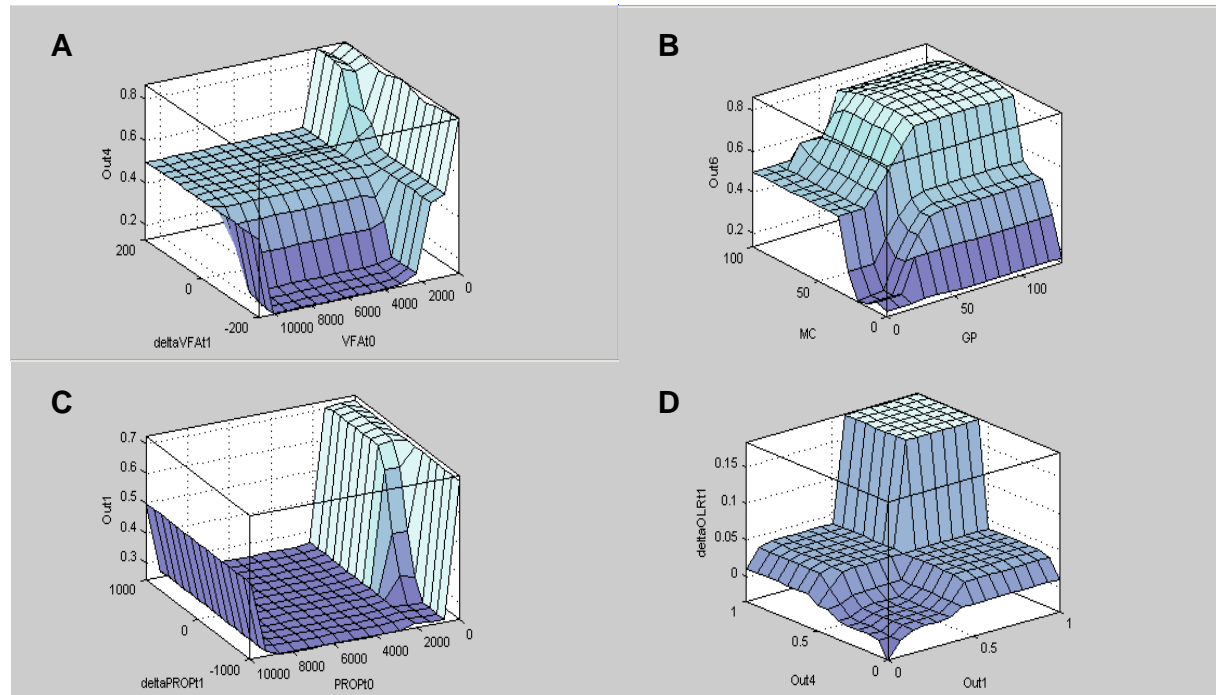 A
Out4
0.8
0.6
0.4
0.2
200
0
-200
deltaVFAt1
10000 8000 6000 4000 2000 0
VFAt0
B
Out6
0.8
0.6
0.4
0.2
100
50
0
MC
0 50 100
GP
C
Out1
0.7
0.6
0.5
0.4
0.3
1000
0
-1000
deltaPROPt1
10000 8000 6000 4000 2000 0
PROPt0
D
deltaOLRt1
0.15
0.1
0.05
0
1
0.5
0
Out4
0 0.5 1
Out1